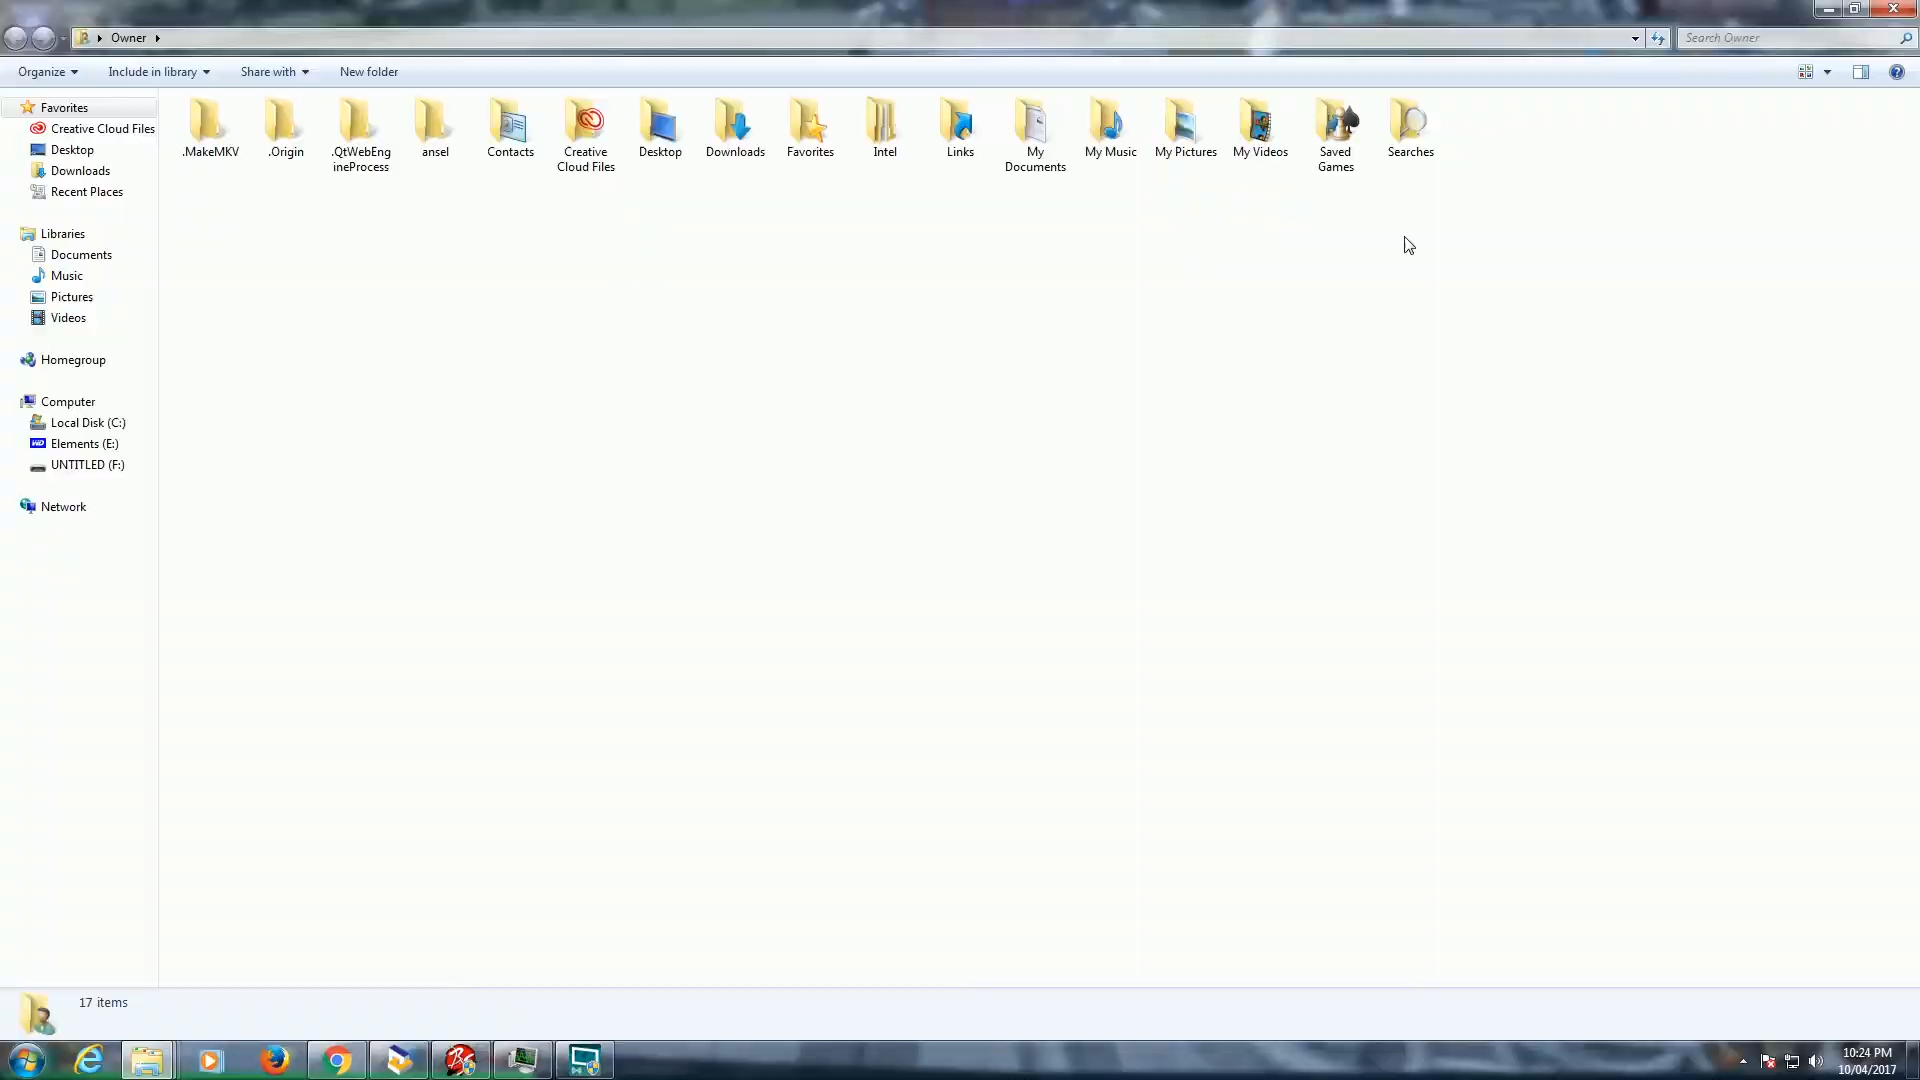 Owner
Search Owner
Organize Include in library Share with New folder
Favorites
Creative Cloud Files
Desktop
Downloads
Recent Places
Libraries
Documents
Music
Pictures
Videos
Homegroup
Computer
Local Disk (C:)
WD Elements (E:)
UNTITLED (F:)
Network
.MakeMKV
.Origin
.QtWebEng
ineProcess
ansel
Contacts
Creative
Cloud Files
Desktop
Downloads
Favorites
Intel
Links
My
Documents
My Music
My Pictures
My Videos
Saved
Games
Searches
17 items
10:24 PM
10/04/2017